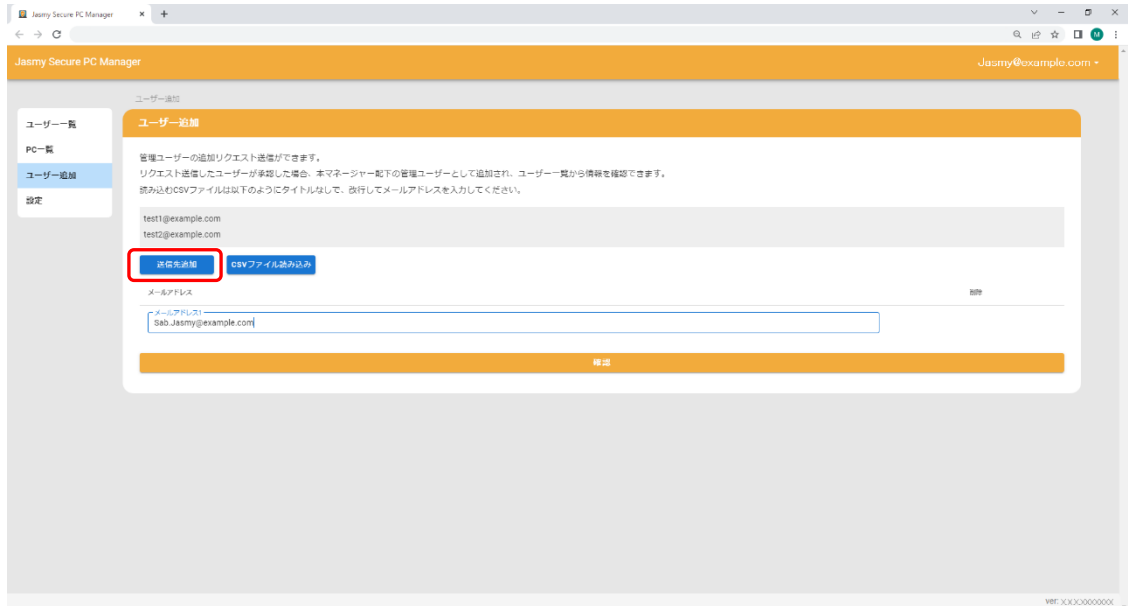 Jasmy Secure PC Manager
Jasmy Secure PC Manager
Jasmy@example.com
ユーザー追加
ユーザー一覧
PC一覧
ユーザー追加
設定
ユーザー追加
管理ユーザーの追加リクエスト送信ができます。
リクエスト送信したユーザーが承認した場合、本マネージャー配下の管理ユーザーとして追加され、ユーザー一覧から情報を確認できます。
読み込むCSVファイルは以下のようにタイトルなしで、改行してメールアドレスを入力してください。
test1@example.com
test2@example.com
送信先追加
CSVファイル読み込み
メールアドレス
削除
メールアドレス1
Sab.Jasmy@example.com
確認
ver: